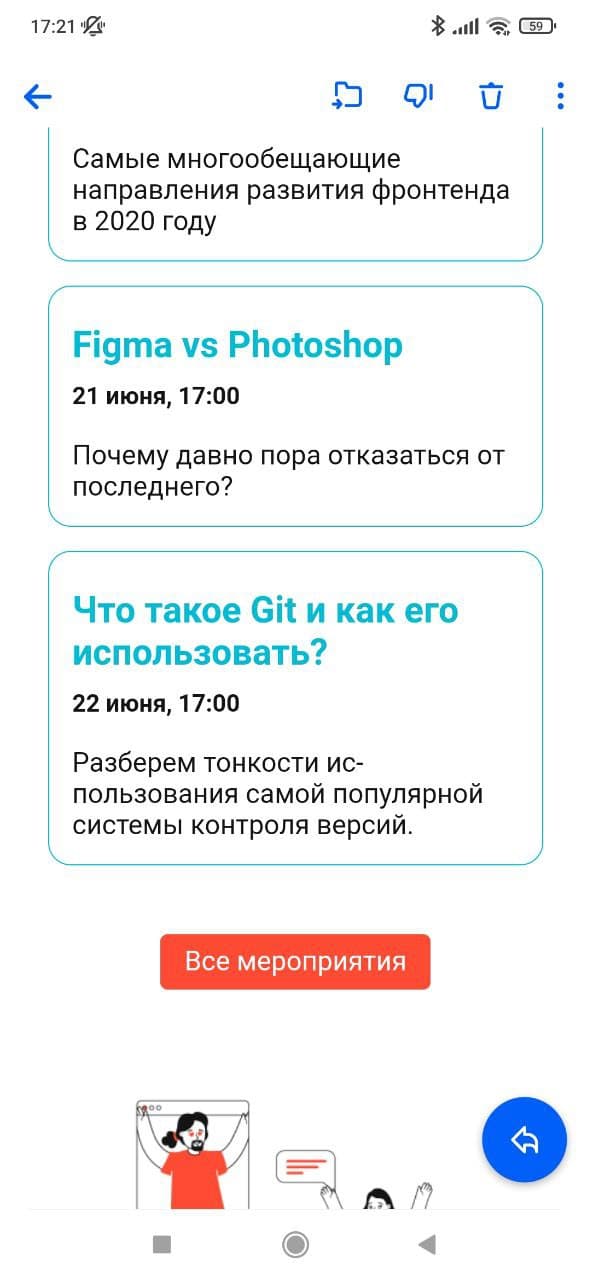 17:21
59
Самые многообещающие
направления развития фронтенда
в 2020 году
Figma vs Photoshop
21 июня, 17:00
Почему давно пора отказаться от
последнего?
Что такое Git и как его
использовать?
22 июня, 17:00
Разберем тонкости ис-
пользования самой популярной
системы контроля версий.
Все мероприятия